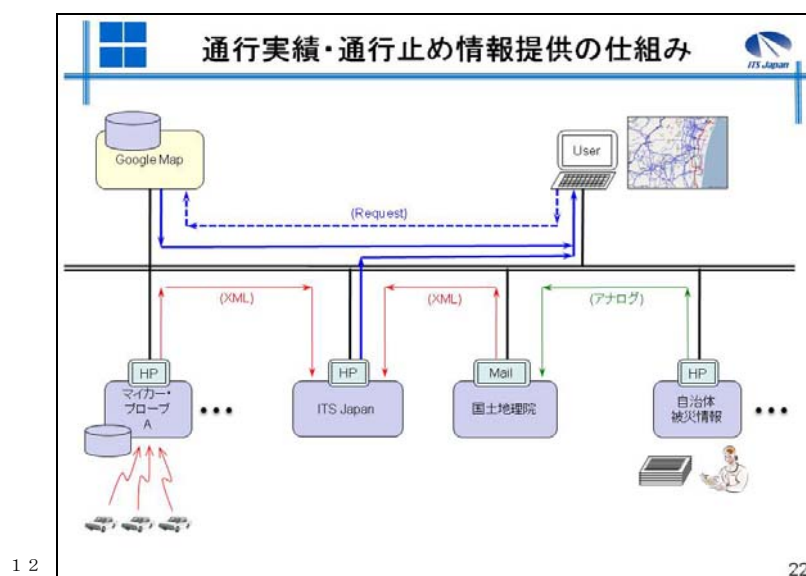 通行実績・通行止め情報提供の仕組み
ITS Japan
Google Map
User
(Request)
(XML)
(XML)
(アナログ)
HP
HP
Mail
HP
マイカー・
プローブ
A
•••
ITS Japan
国土地理院
自治体
被災情報
•••
１２
22